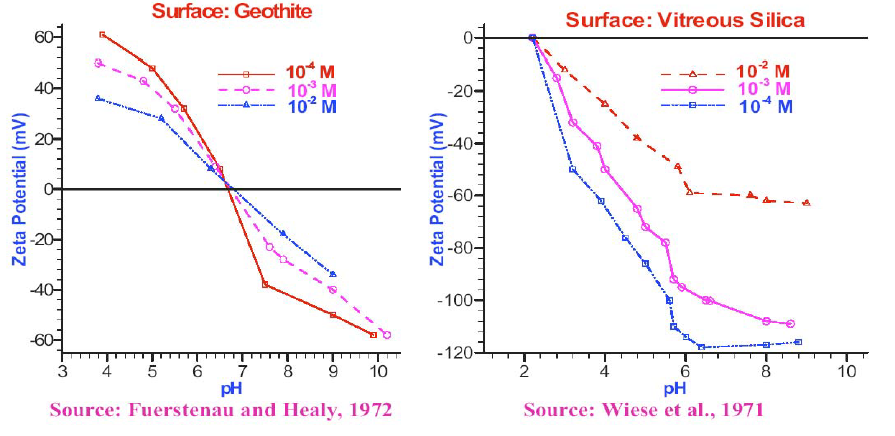 Surface: Geothite
Zeta Potential (mV)
60
40
20
0
-20
-40
-60
10-4 M
10-3 M
10-2 M
3 4 5 6 7 8 9 10
pH
Source: Fuerstenau and Healy, 1972
Surface: Vitreous Silica
Zeta Potential (mV)
0
-20
-40
-60
-80
-100
-120
10-2 M
10-3 M
10-4 M
2 4 6 8 10
pH
Source: Wiese et al., 1971